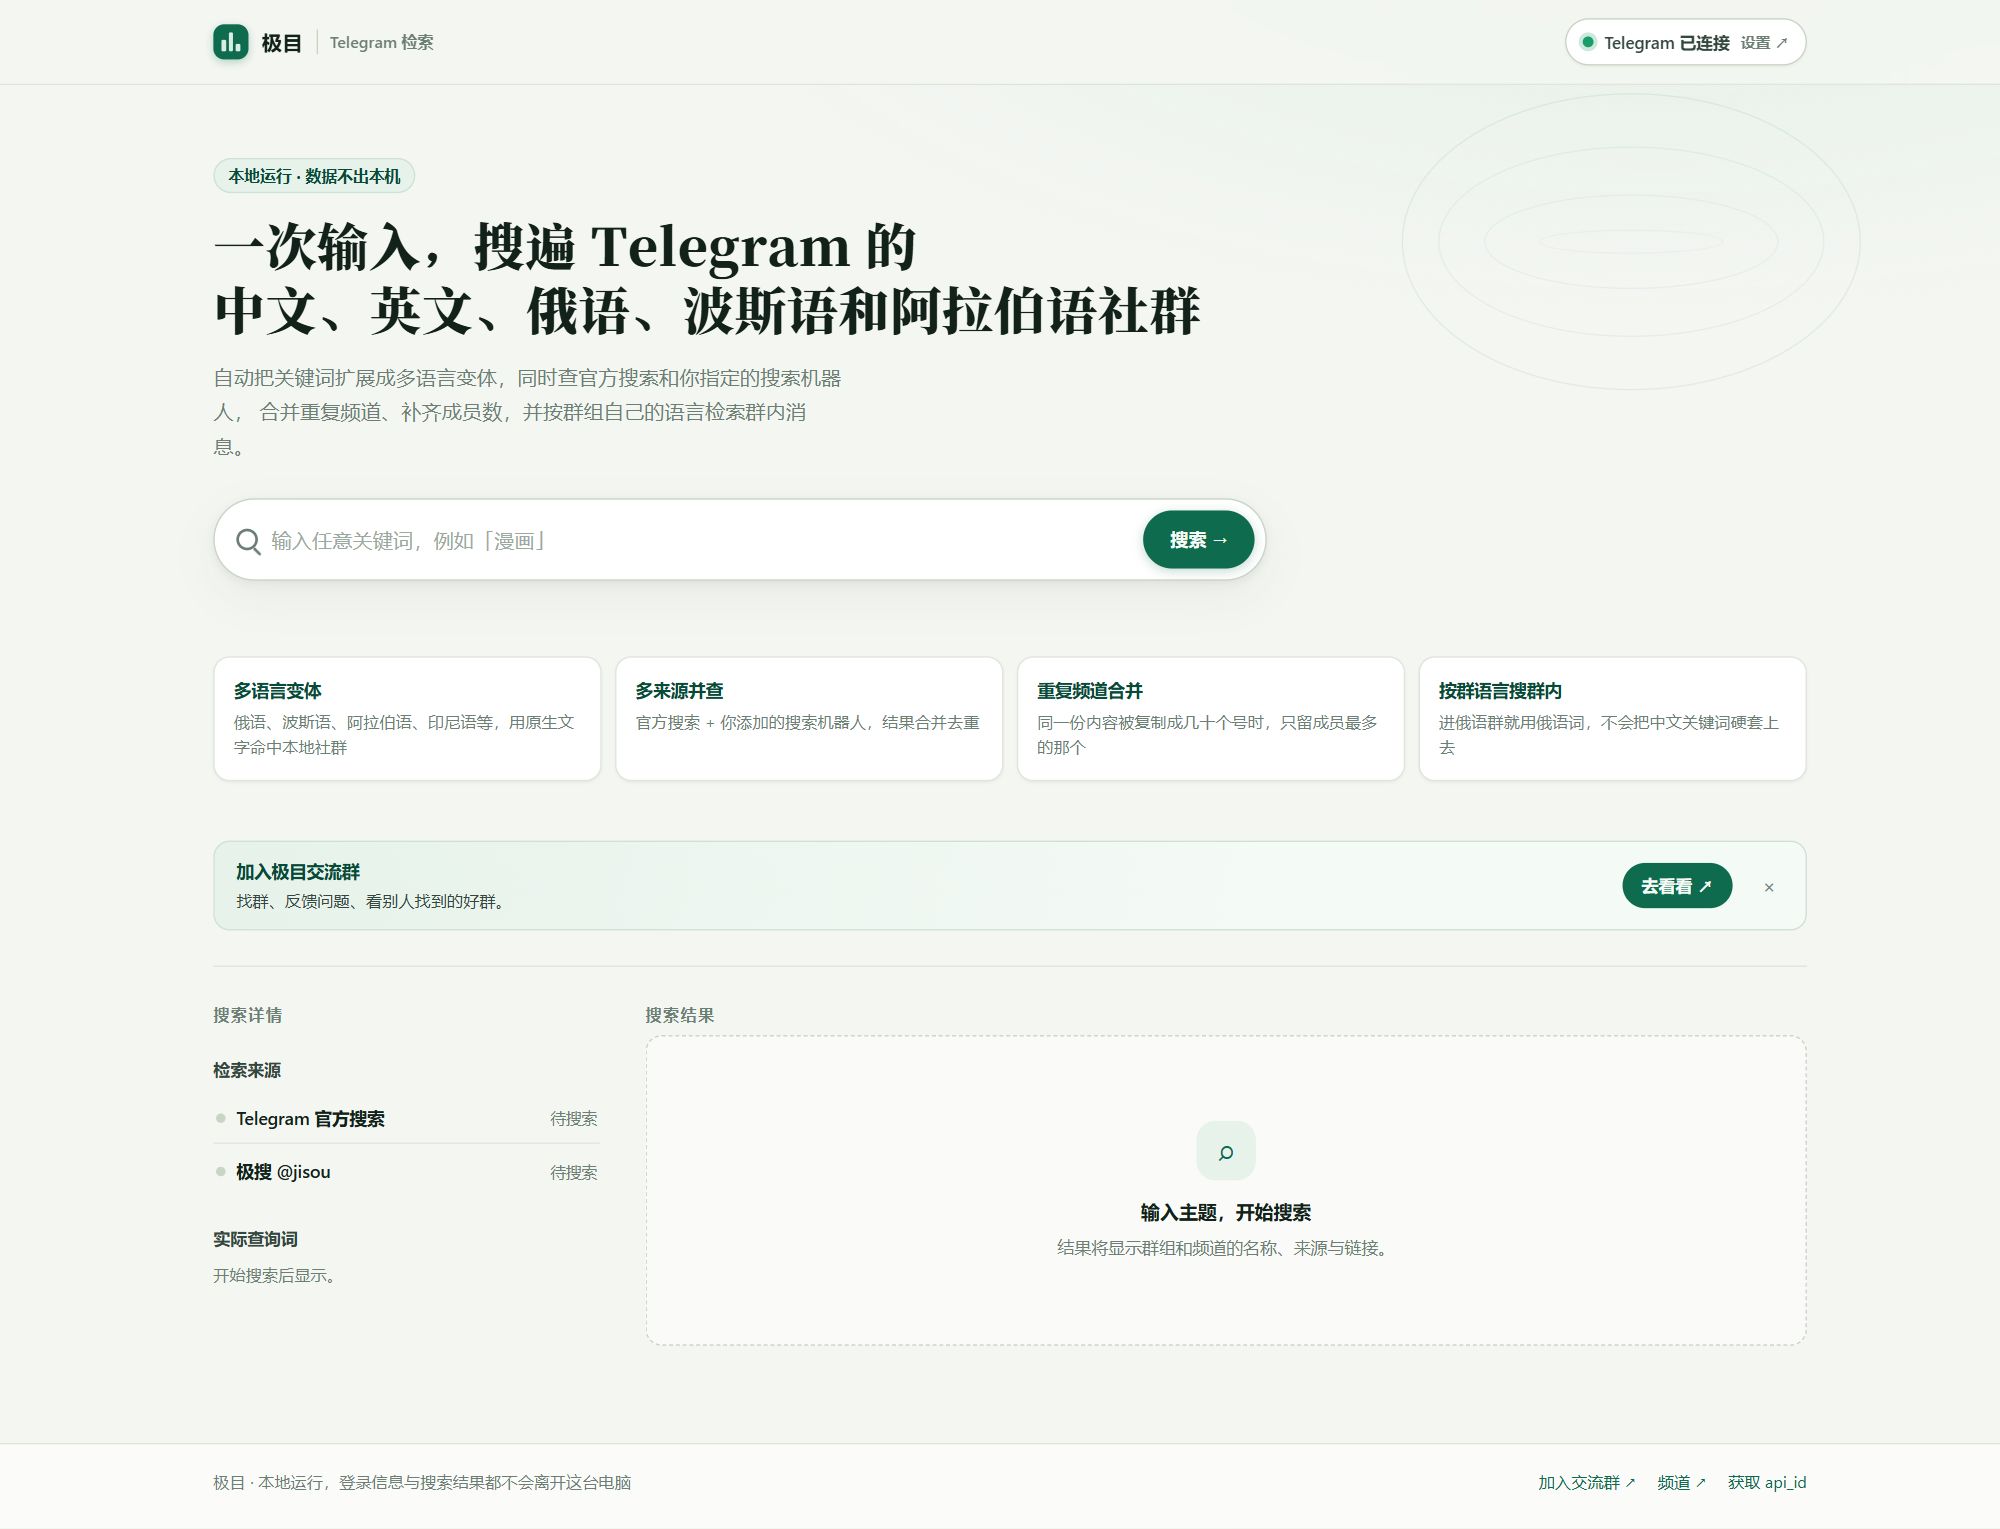 极目
Telegram 检索
Telegram 已连接 设置 ↗
本地运行 · 数据不出本机
一次输入，搜遍 Telegram 的
中文、英文、俄语、波斯语和阿拉伯语社群
自动把关键词扩展成多语言变体，同时查官方搜索和你指定的搜索机器
人， 合并重复频道、补齐成员数，并按群组自己的语言检索群内消
息。
输入任意关键词，例如「漫画」
搜索 →
多语言变体
俄语、波斯语、阿拉伯语、印尼语等，用原生文
字命中本地社群
多来源并查
官方搜索 + 你添加的搜索机器人，结果合并去重
重复频道合并
同一份内容被复制成几十个号时，只留成员最多
的那个
按群语言搜群内
进俄语群就用俄语词，不会把中文关键词硬套上
去
加入极目交流群
找群、反馈问题、看别人找到的好群。
去看看 ↗
×
搜索详情
检索来源
Telegram 官方搜索
待搜索
极搜 @jisou
待搜索
实际查询词
开始搜索后显示。
搜索结果
输入主题，开始搜索
结果将显示群组和频道的名称、来源与链接。
极目 · 本地运行，登录信息与搜索结果都不会离开这台电脑
加入交流群 ↗
频道 ↗
获取 api_id